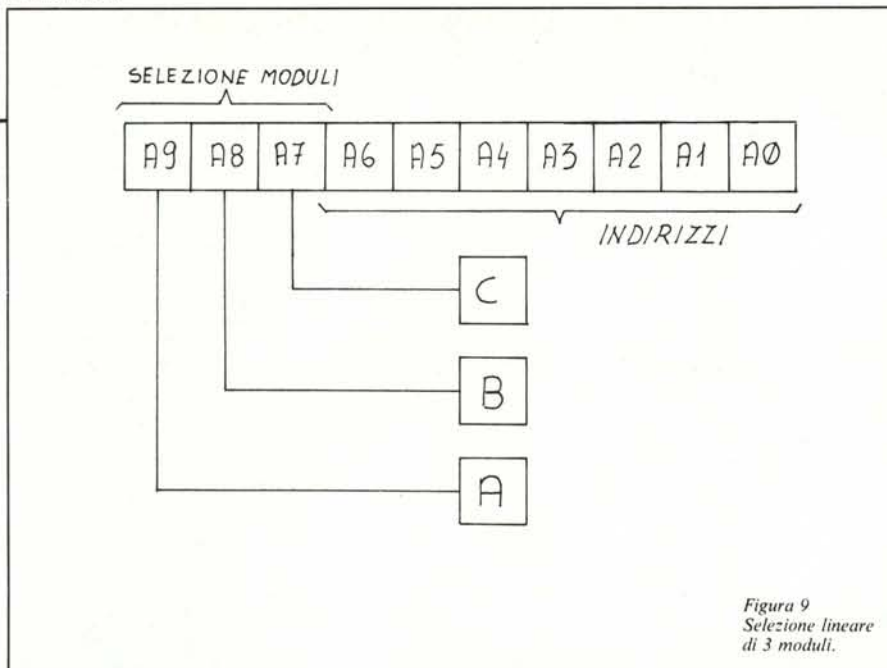 SELEZIONE MODULI
A9 A8 A7 A6 A5 A4 A3 A2 A1 AØ
INDIRIZZI
C
B
A
Figura 9
Selezione lineare
di 3 moduli.